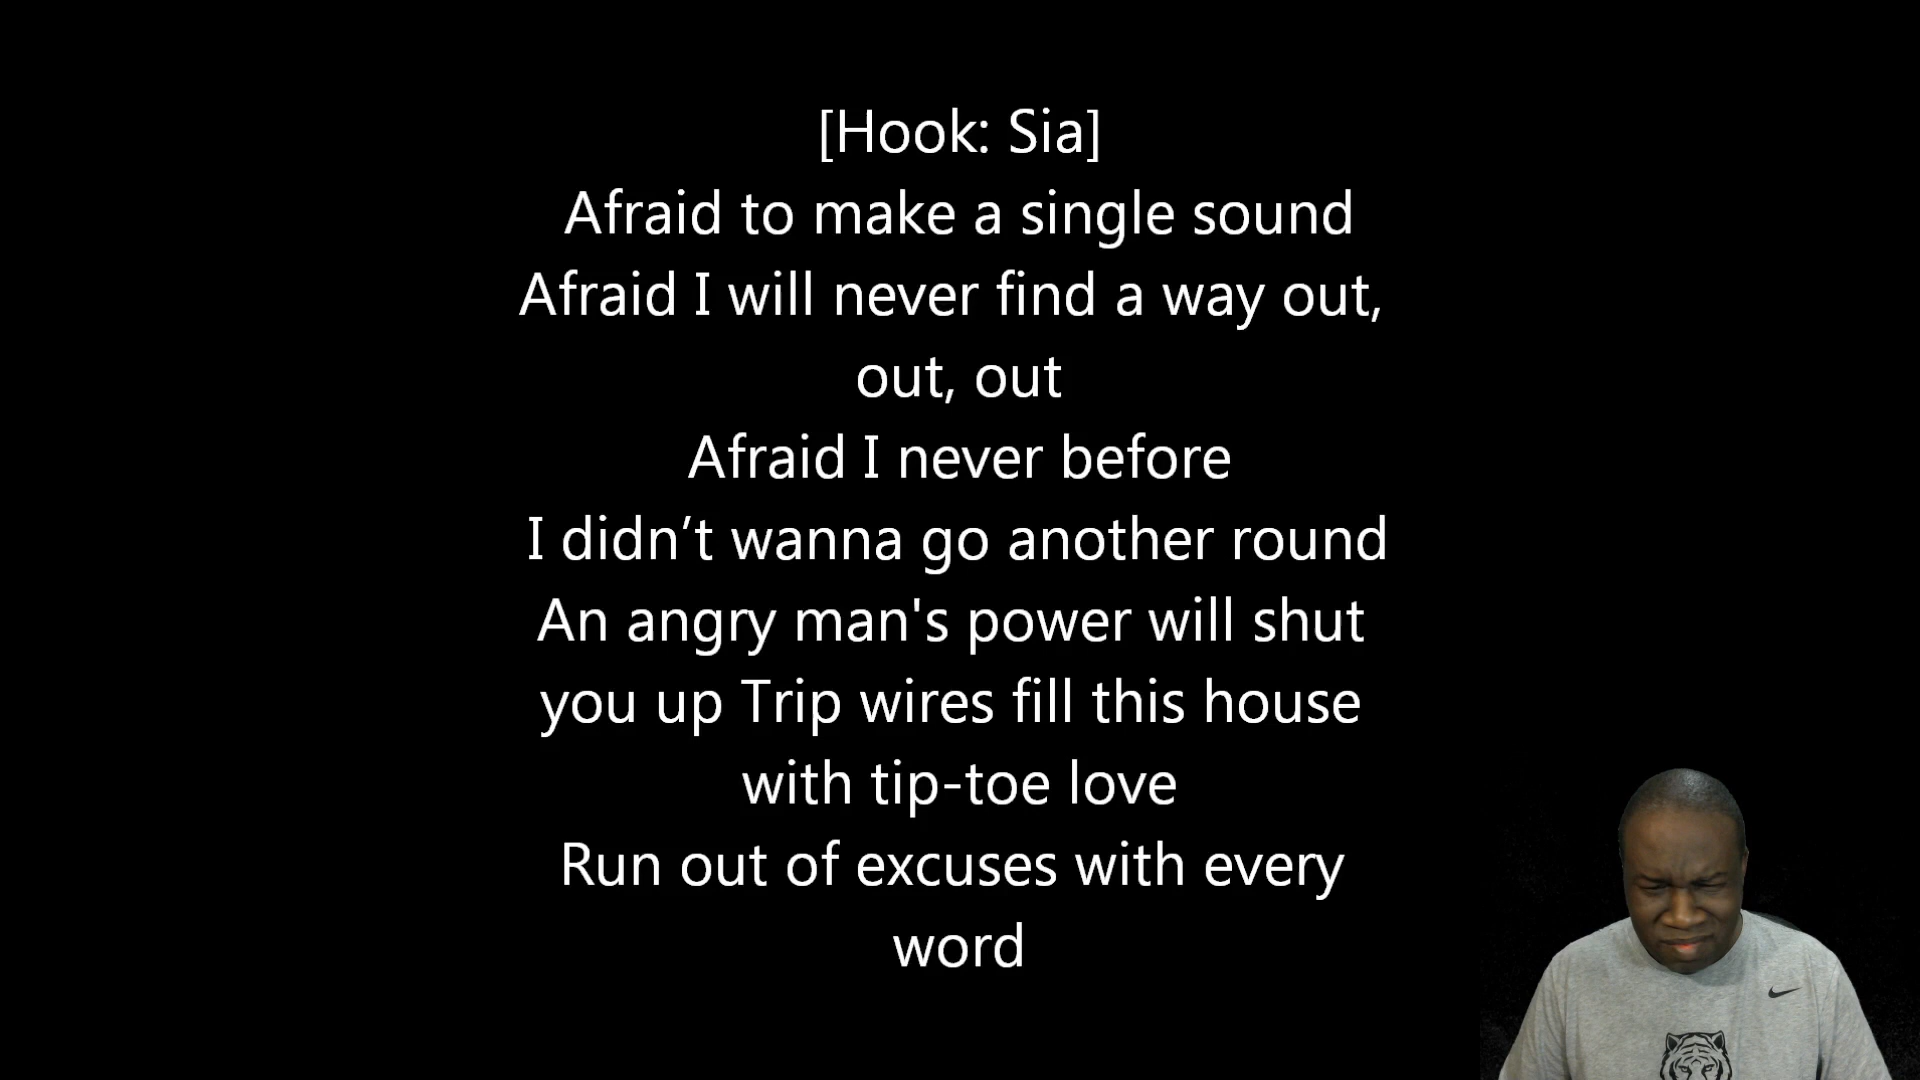 [Hook: Sia]
Afraid to make a single sound
Afraid I will never find a way out,
out, out
Afraid I never before
I didn’t wanna go another round
An angry man's power will shut
you up Trip wires fill this house
with tip-toe love
Run out of excuses with every
word